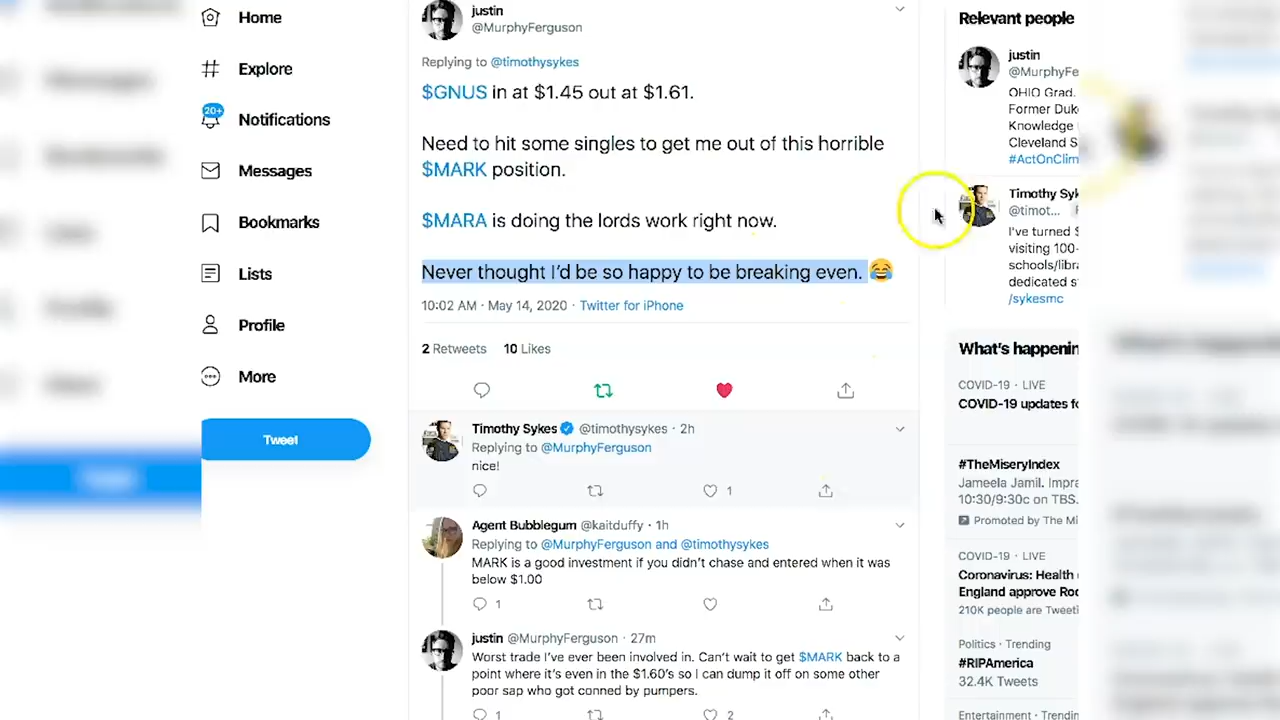 Home
Explore
20+
Notifications
Messages
Bookmarks
Lists
Profile
More
Tweet
justin
@MurphyFerguson
Replying to @timothysykes
$GNUS in at $1.45 out at $1.61.
Need to hit some singles to get me out of this horrible
$MARK position.
$MARA is doing the lords work right now.
Never thought I'd be so happy to be breaking even. 😂
10:02 AM · May 14, 2020 · Twitter for iPhone
2 Retweets 10 Likes
Timothy Sykes @timothysykes · 2h
Replying to @MurphyFerguson
nice!
1
Agent Bubblegum @kaitduffy · 1h
Replying to @MurphyFerguson and @timothysykes
MARK is a good investment if you didn't chase and entered when it was
below $1.00
1
justin @MurphyFerguson · 27m
Worst trade I've ever been involved in. Can't wait to get $MARK back to a
point where it's even in the $1.60's so I can dump it off on some other
poor sap who got conned by pumpers.
1 2
Relevant people
justin
@MurphyFe
OHIO Grad.
Former Duk
Knowledge
Cleveland S
#ActOnClim
Timothy Syk
@timot...
I've turned $
visiting 100-
schools/libra
dedicated st
/sykesmc
What's happenin
COVID-19 · LIVE
COVID-19 updates fo
#TheMiseryIndex
Jameela Jamil. Impra
10:30/9:30c on TBS.
Promoted by The Mi
COVID-19 · LIVE
Coronavirus: Health
England approve Roc
210K people are Tweeti
Politics · Trending
#RIPAmerica
32.4K Tweets
Entertainment · Trendin